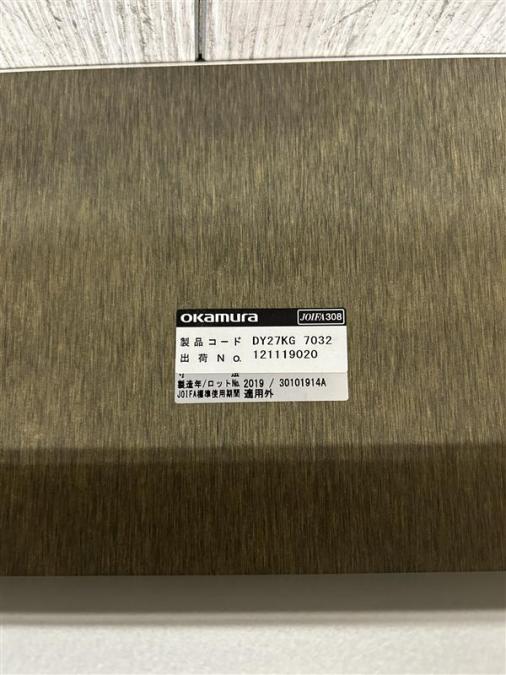 okamura JOIFA308
製品コード DY27KG 7032
出荷No. 121119020
製造年/ロットNo. 2019 / 30101914A
JOIFA標準使用期間 適用外